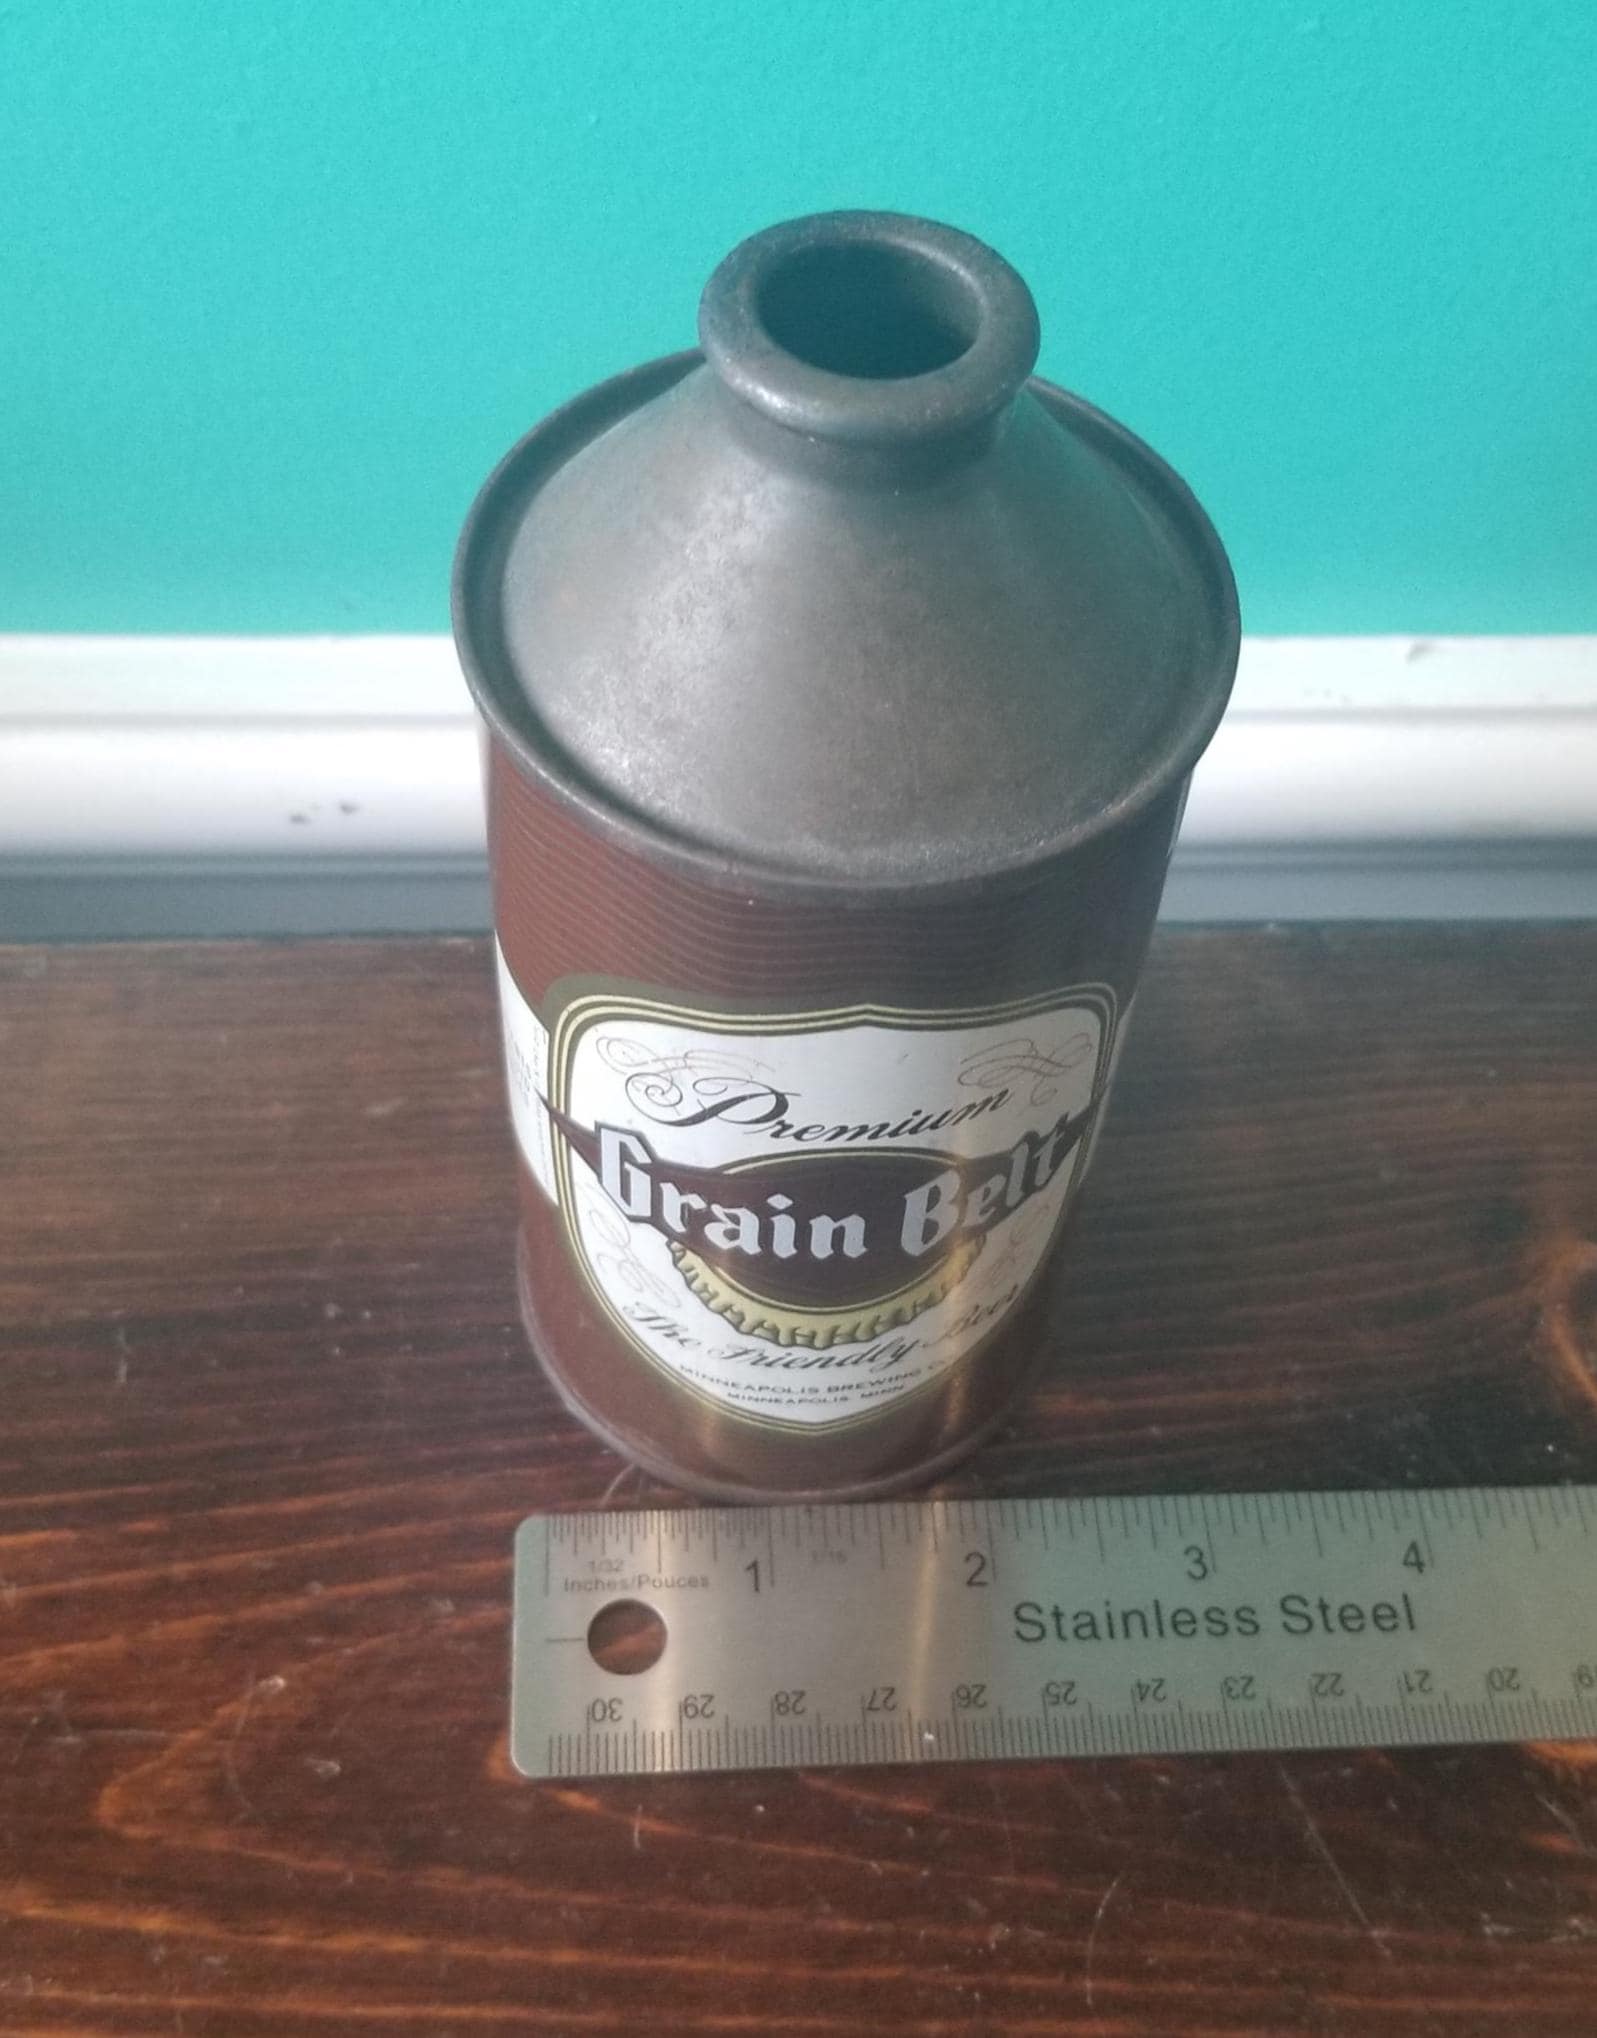 Premium
Grain Belt
The Friendly Beer
MINNEAPOLIS BREWING CO.
MINNEAPOLIS, MINN.
1/32
1/16
Inches/Pouces
1 2 3 4
Stainless Steel
30 29 28 27 26 25 24 23 22 21 20